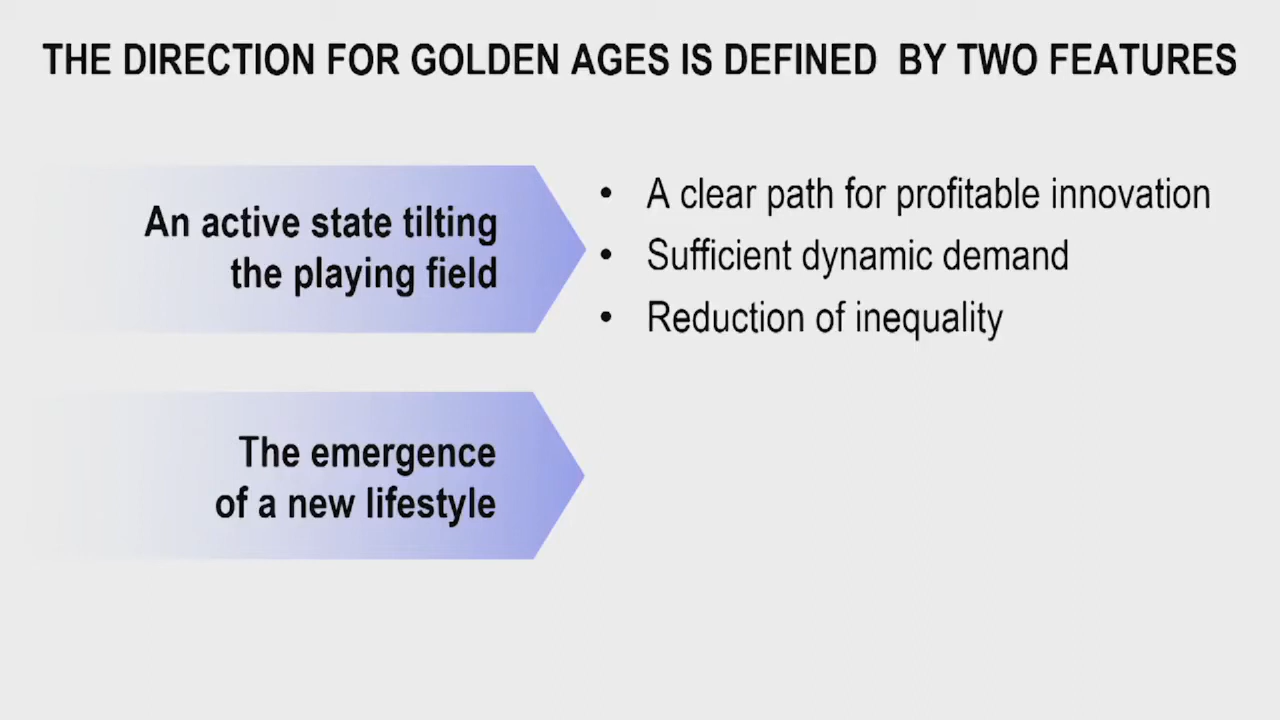 THE DIRECTION FOR GOLDEN AGES IS DEFINED BY TWO FEATURES
An active state tilting
the playing field
• A clear path for profitable innovation
• Sufficient dynamic demand
• Reduction of inequality
The emergence
of a new lifestyle